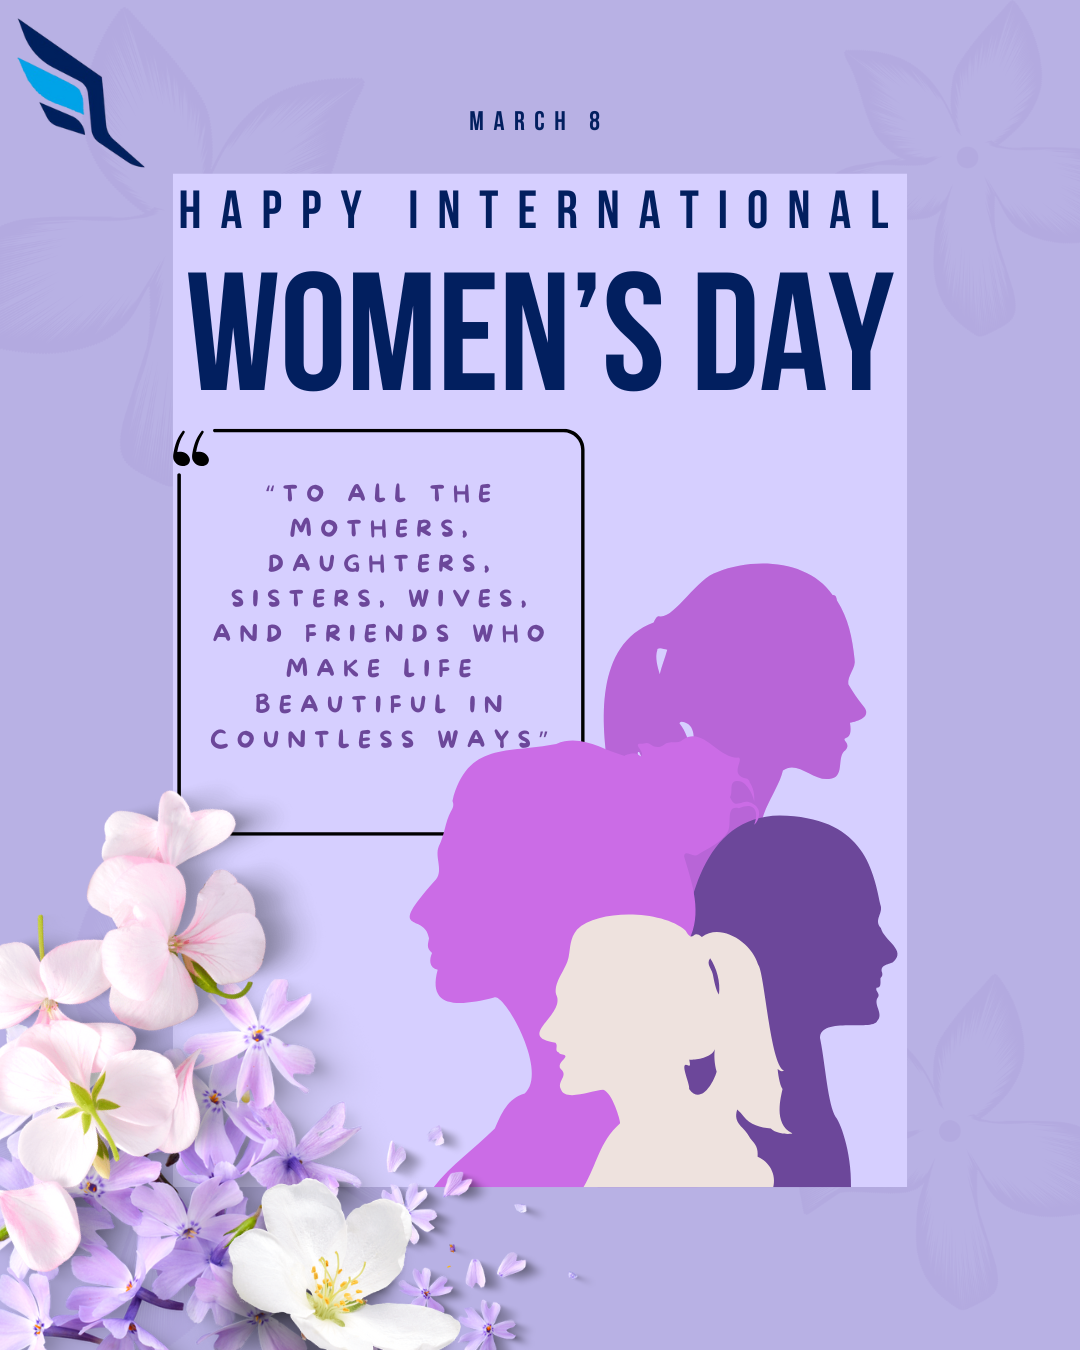 MARCH 8
HAPPY INTERNATIONAL
WOMEN’S DAY
“
“TO ALL THE
MOTHERS,
DAUGHTERS,
SISTERS, WIVES,
AND FRIENDS WHO
MAKE LIFE
BEAUTIFUL IN
COUNTLESS WAYS”